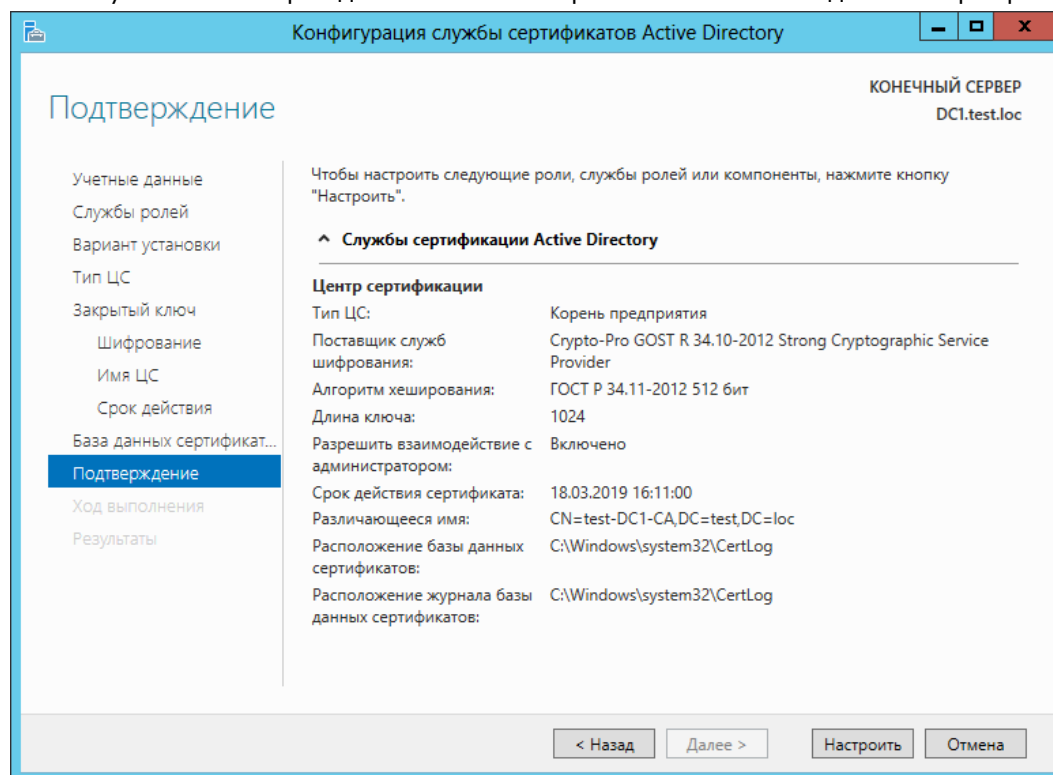 Конфигурация службы сертификатов Active Directory
КОНЕЧНЫЙ СЕРВЕР
DC1.test.loc
Подтверждение
Учетные данные
Службы ролей
Вариант установки
Тип ЦС
Закрытый ключ
Шифрование
Имя ЦС
Срок действия
База данных сертификат...
Подтверждение
Ход выполнения
Результаты
Чтобы настроить следующие роли, службы ролей или компоненты, нажмите кнопку
"Настроить".
Службы сертификации Active Directory
Центр сертификации
Тип ЦС: Корень предприятия
Поставщик служб Crypto-Pro GOST R 34.10-2012 Strong Cryptographic Service
шифрования: Provider
Алгоритм хеширования: ГОСТ Р 34.11-2012 512 бит
Длина ключа: 1024
Разрешить взаимодействие с Включено
администратором:
Срок действия сертификата: 18.03.2019 16:11:00
Различающееся имя: CN=test-DC1-CA,DC=test,DC=loc
Расположение базы данных C:\Windows\system32\CertLog
сертификатов:
Расположение журнала базы C:\Windows\system32\CertLog
данных сертификатов:
< Назад Далее > Настроить Отмена